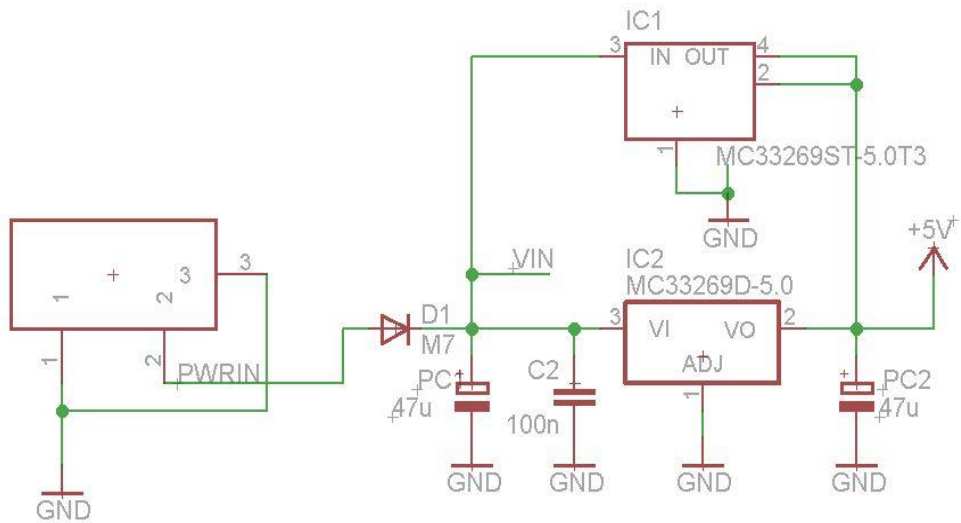 IC1
3
IN OUT
4
2
1
MC33269ST-5.0T3
GND
+5V
VIN
IC2
MC33269D-5.0
3
VI
VO
2
ADJ
1
3
3
1
2
1
2
PWRIN
D1
M7
PC1
47u
C2
100n
PC2
47u
GND
GND
GND
GND
GND